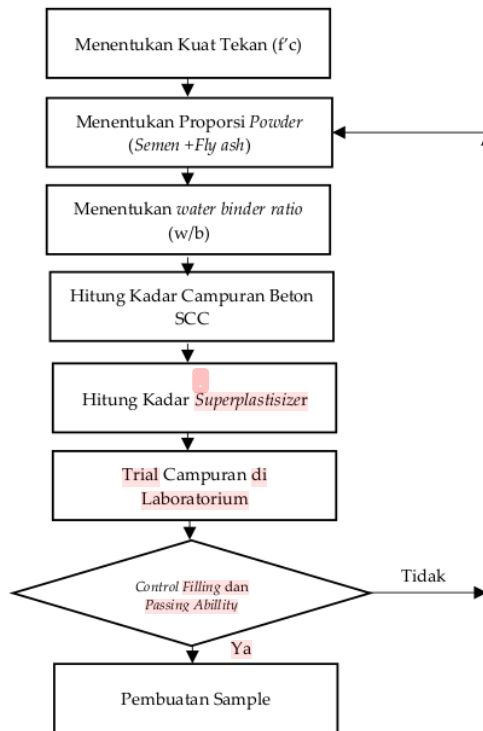 Menentukan Kuat Tekan (f'c)
Menentukan Proporsi Powder
(Semen +Fly ash)
Menentukan water binder ratio
(w/b)
Hitung Kadar Campuran Beton
SCC
.
Hitung Kadar Superplastisizer
Trial Campuran di
Laboratorium
Control Filling dan
Passing Abillity
Tidak
Ya
Pembuatan Sample